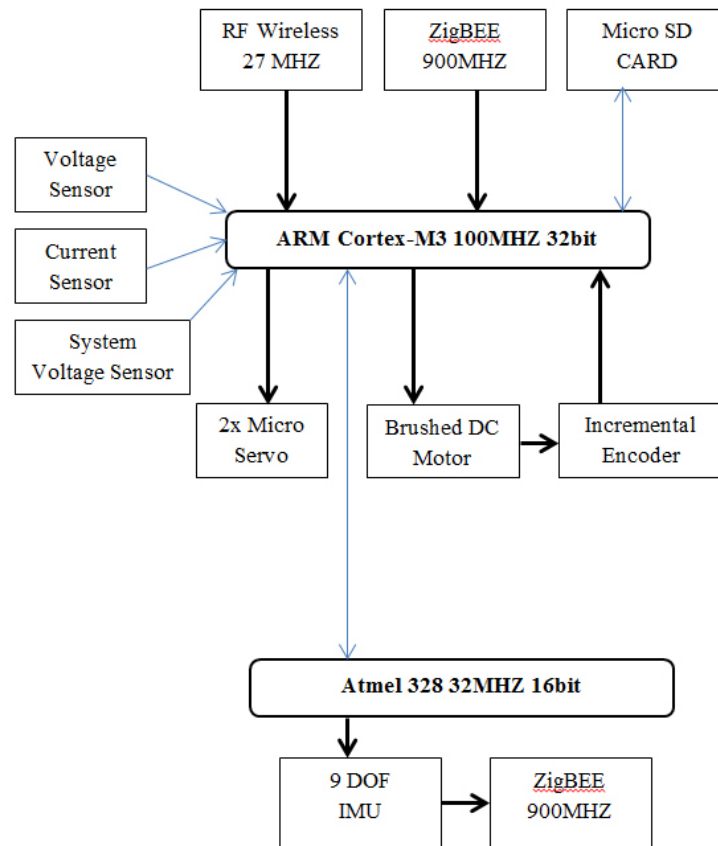 RF Wireless
27 MHZ
ZigBEE
900MHZ
Micro SD
CARD
Voltage
Sensor
ARM Cortex-M3 100MHZ 32bit
Current
Sensor
System
Voltage Sensor
2x Micro
Servo
Brushed DC
Motor
Incremental
Encoder
Atmel 328 32MHZ 16bit
9 DOF
IMU
ZigBEE
900MHZ